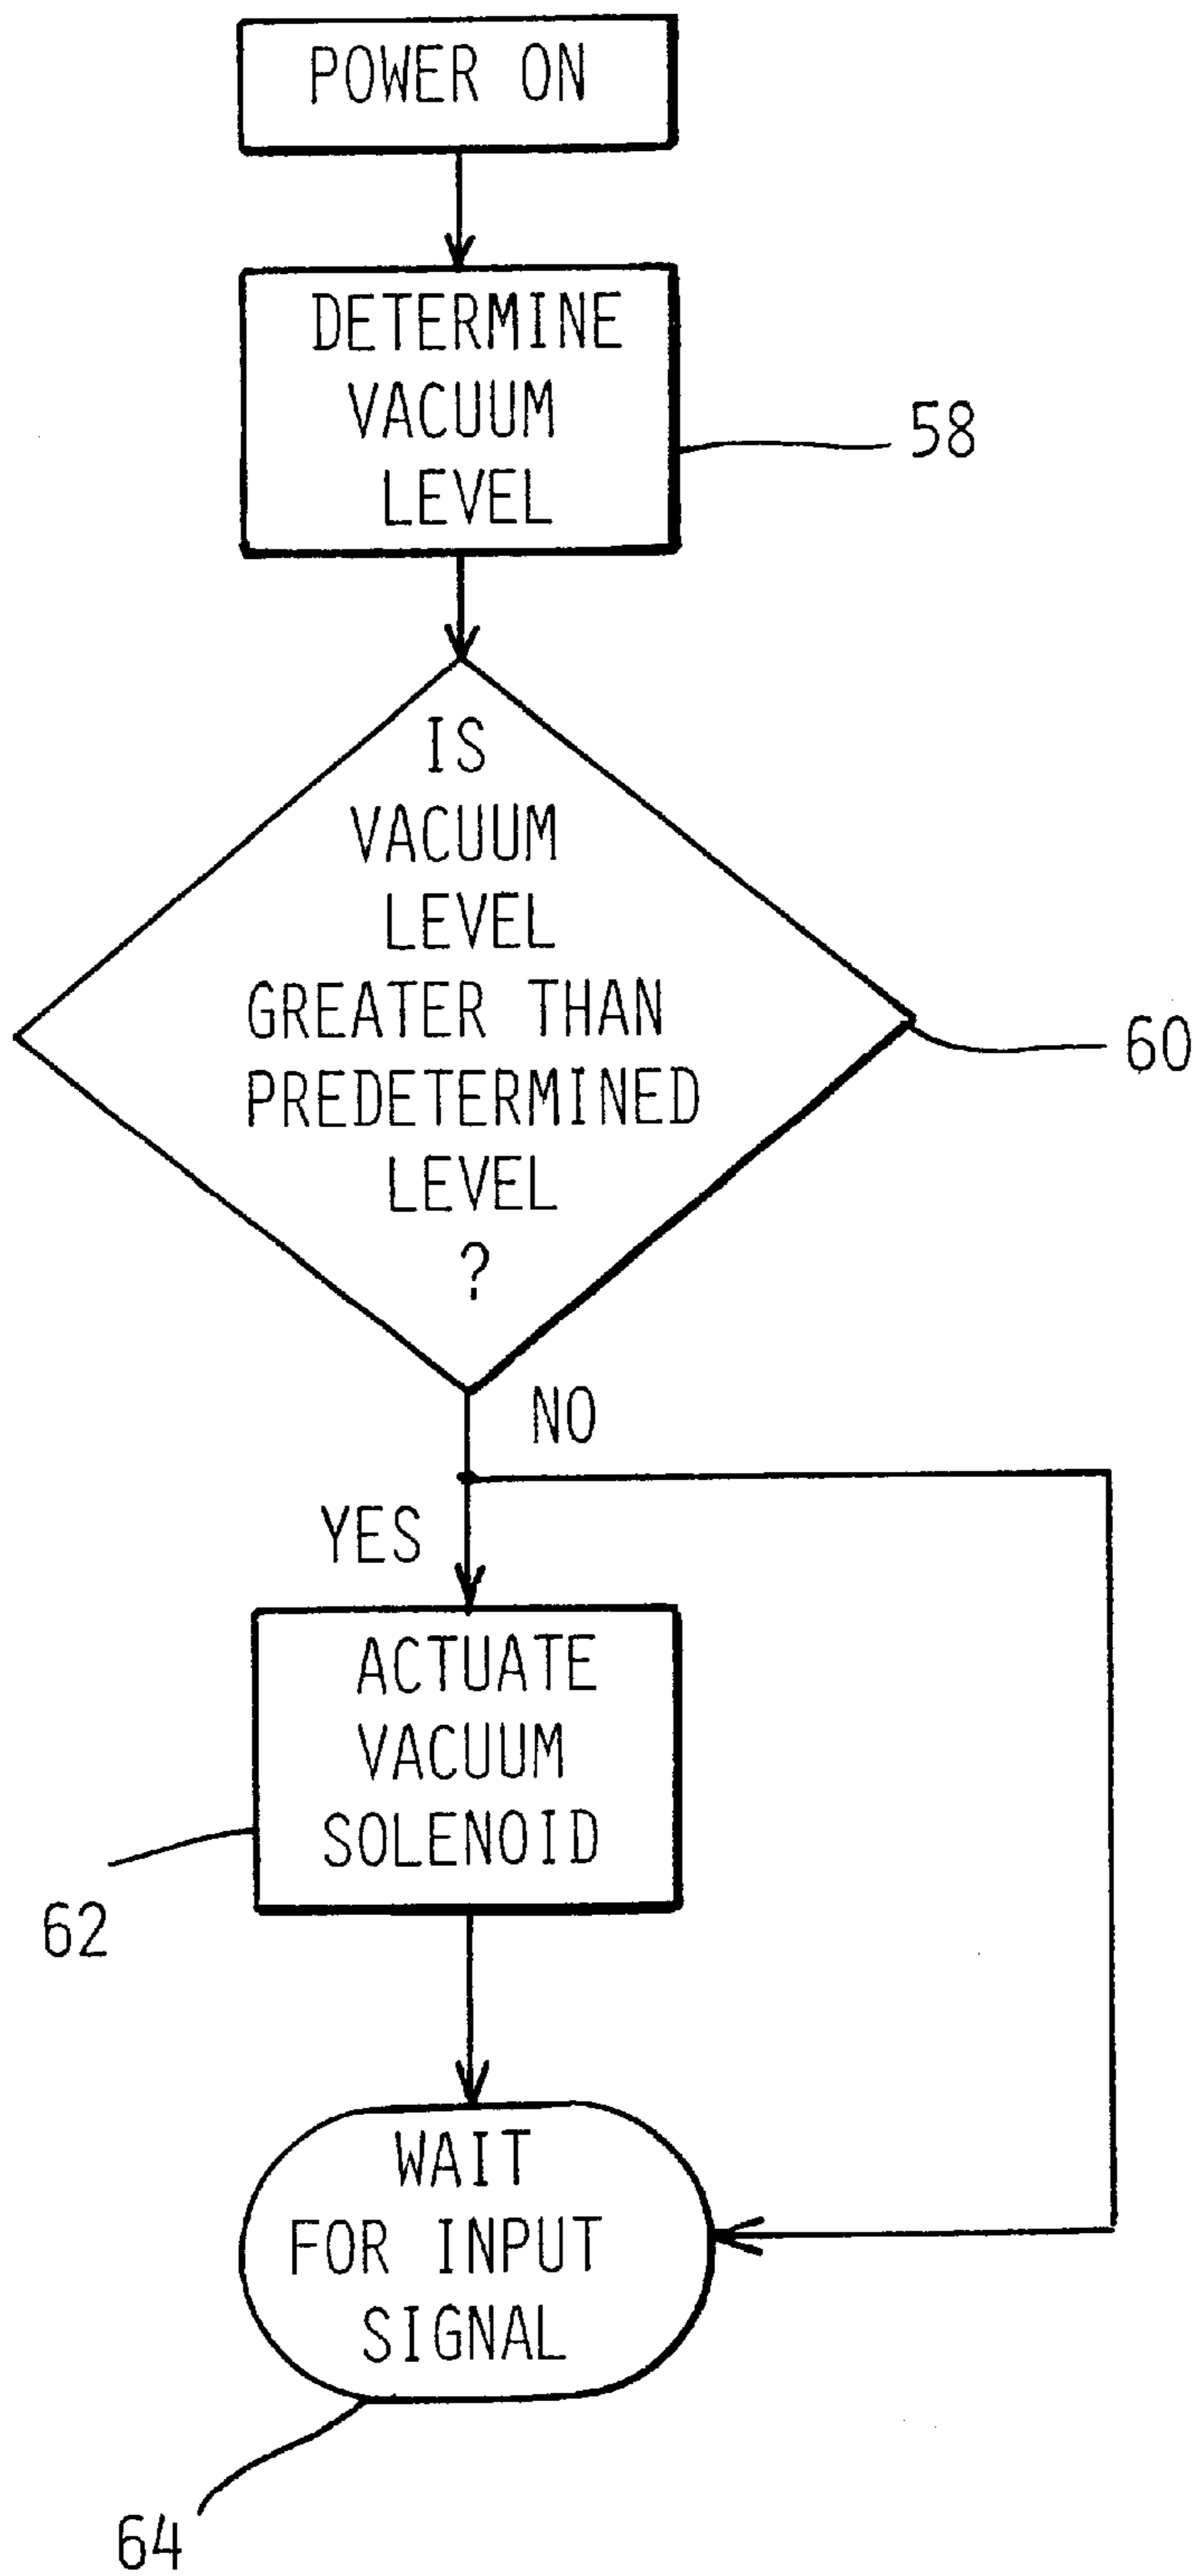 POWER ON
DETERMINE
VACUUM
LEVEL
58
IS
VACUUM
LEVEL
GREATER THAN
PREDETERMINED
LEVEL
?
60
NO
YES
ACTUATE
VACUUM
SOLENOID
62
WAIT
FOR INPUT
SIGNAL
64